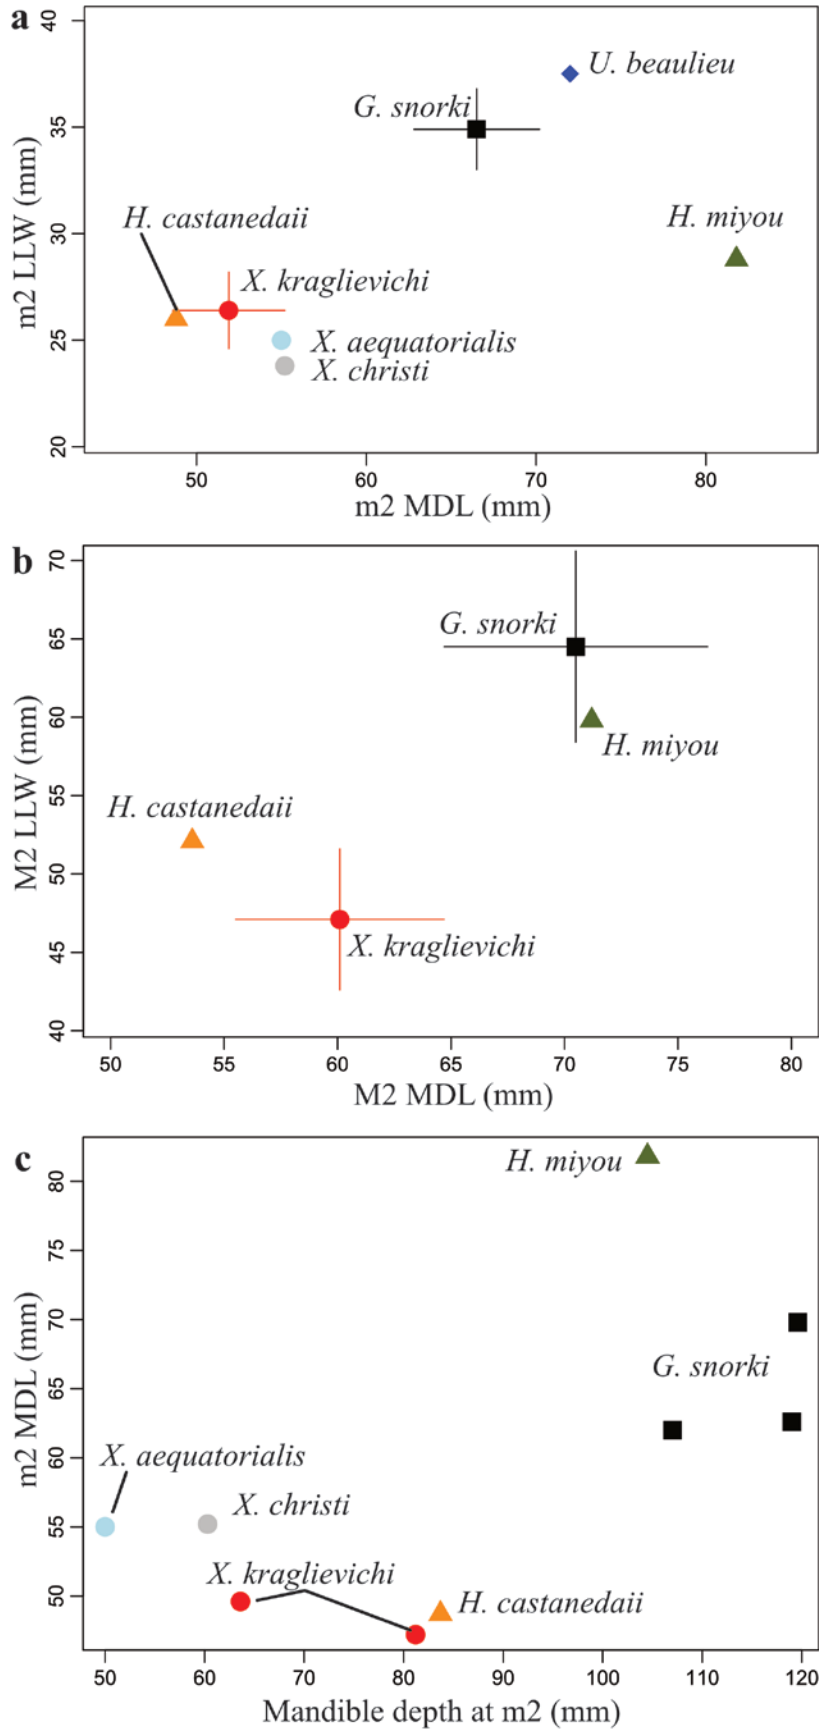 a
40
35
30
25
20
m2 LLW (mm)
U. beaulieu
G. snorki
H. miyou
H. castanedaii
X. kraglievichi
X. aequatorialis
X. christi
50 60 70 80
m2 MDL (mm)
b
70
65
60
55
50
45
40
M2 LLW (mm)
G. snorki
H. miyou
H. castanedaii
X. kraglievichi
50 55 60 65 70 75 80
M2 MDL (mm)
c
80
75
70
65
60
55
50
m2 MDL (mm)
H. miyou
G. snorki
X. aequatorialis
X. christi
X. kraglievichi
H. castanedaii
50 60 70 80 90 100 110 120
Mandible depth at m2 (mm)